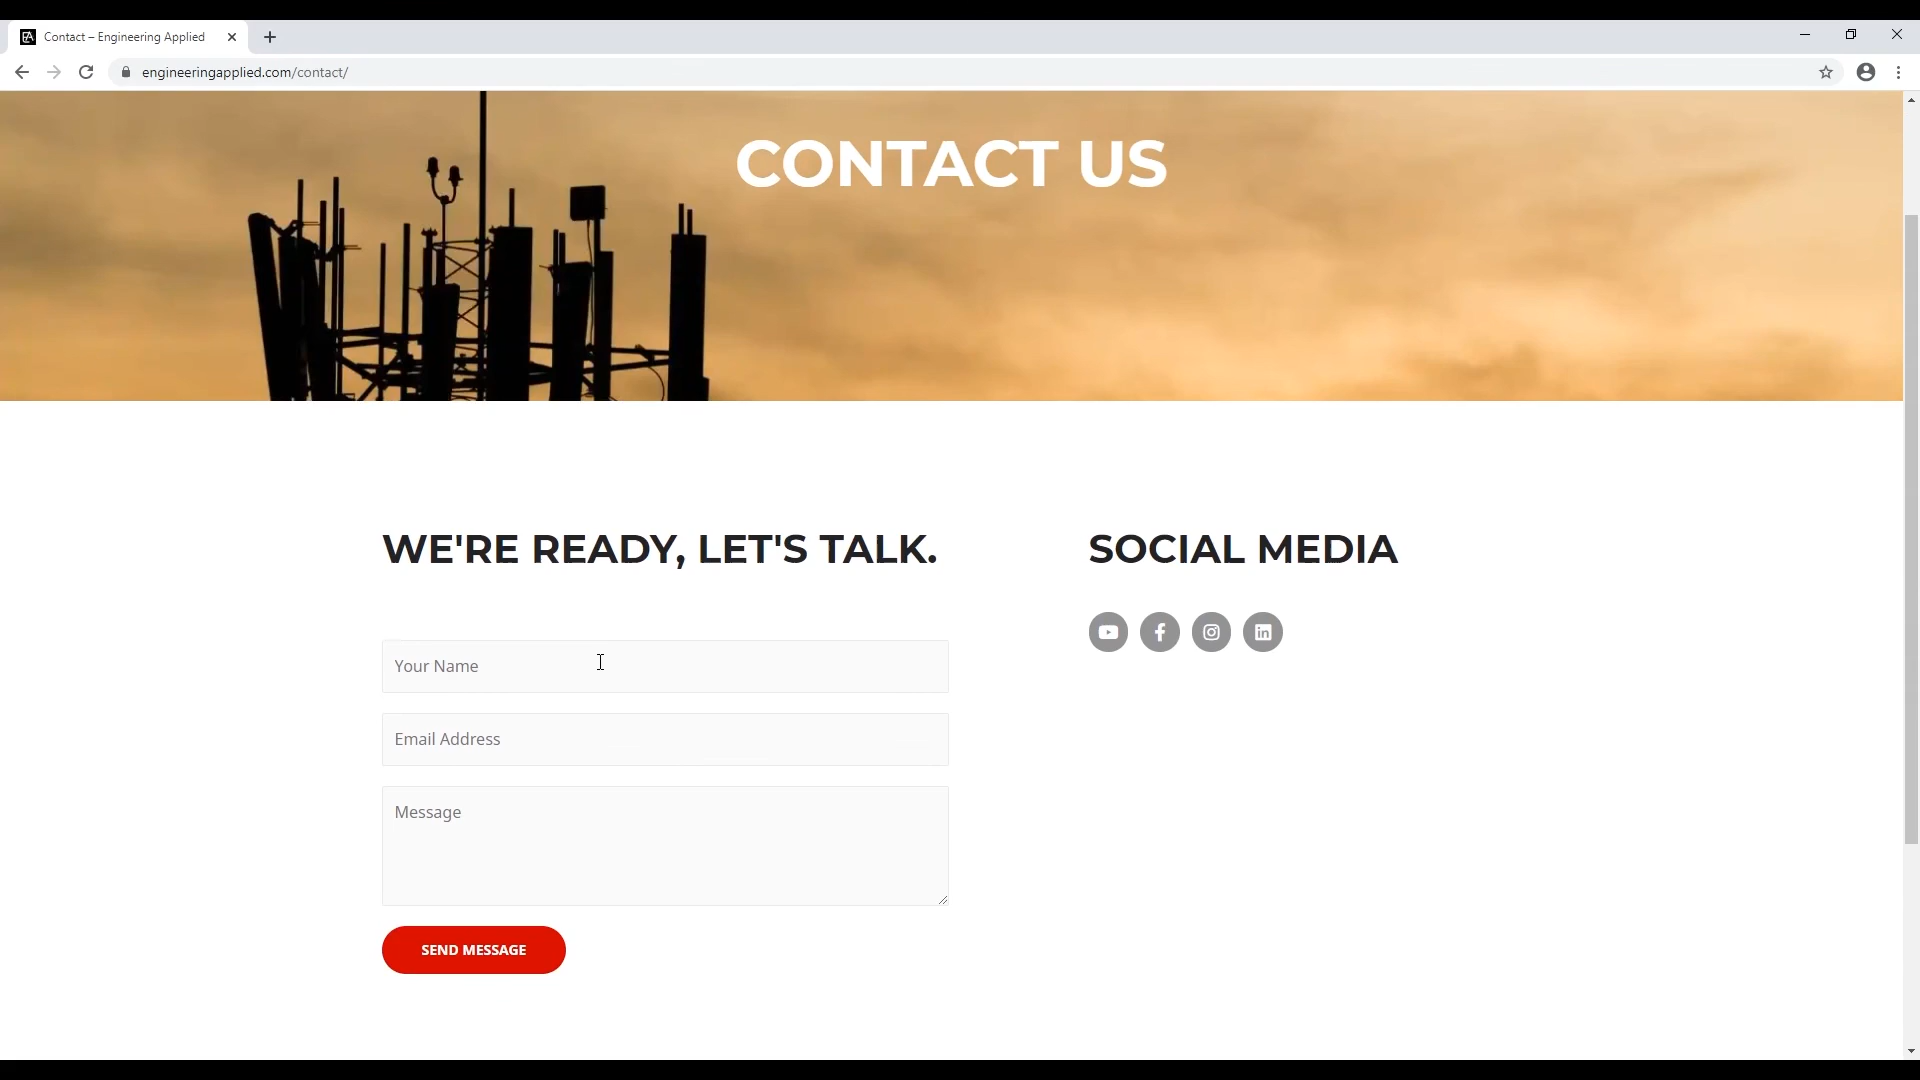 Contact – Engineering Applied
engineeringapplied.com/contact/
CONTACT US
WE'RE READY, LET'S TALK.
SOCIAL MEDIA
Your Name
Email Address
Message
SEND MESSAGE